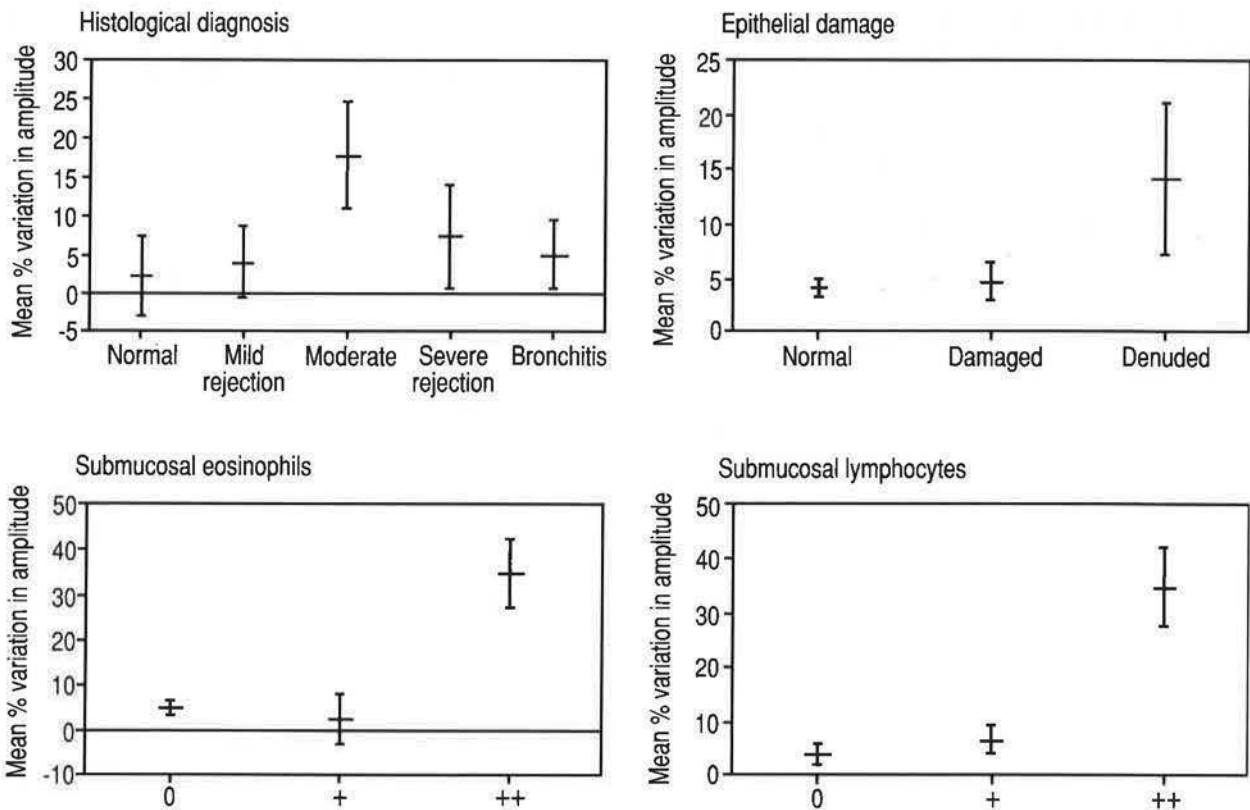 Histological diagnosis
Mean % variation in amplitude
30
25
20
15
10
5
0
-5
Normal
Mild rejection
Moderate
Severe rejection
Bronchitis
Epithelial damage
Mean % variation in amplitude
25
20
15
10
5
0
Normal
Damaged
Denuded
Submucosal eosinophils
Mean % variation in amplitude
50
40
30
20
10
0
-10
0
+
++
Submucosal lymphocytes
Mean % variation in amplitude
50
40
30
20
10
0
0
+
++